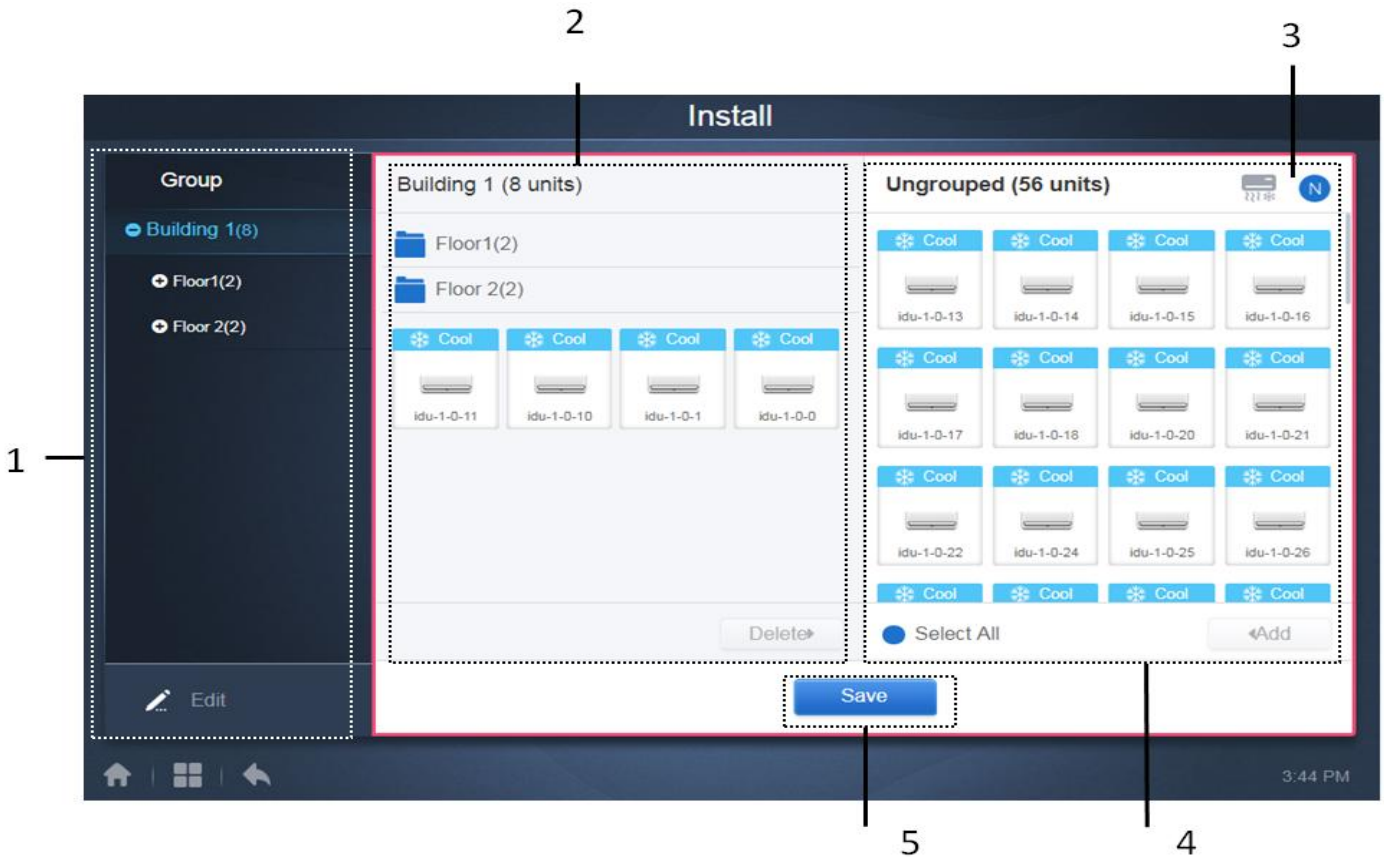 2
3
Install
Group
Building 1(8)
Floor1(2)
Floor 2(2)
Edit
1
Building 1 (8 units)
Floor1(2)
Floor 2(2)
Cool Cool Cool Cool
idu-1-0-11 idu-1-0-10 idu-1-0-1 idu-1-0-0
Delete
Ungrouped (56 units) N
Cool Cool Cool Cool
idu-1-0-13 idu-1-0-14 idu-1-0-15 idu-1-0-16
Cool Cool Cool Cool
idu-1-0-17 idu-1-0-18 idu-1-0-20 idu-1-0-21
Cool Cool Cool Cool
idu-1-0-22 idu-1-0-24 idu-1-0-25 idu-1-0-26
Cool Cool Cool Cool
Select All Add
Save
3:44 PM
5
4